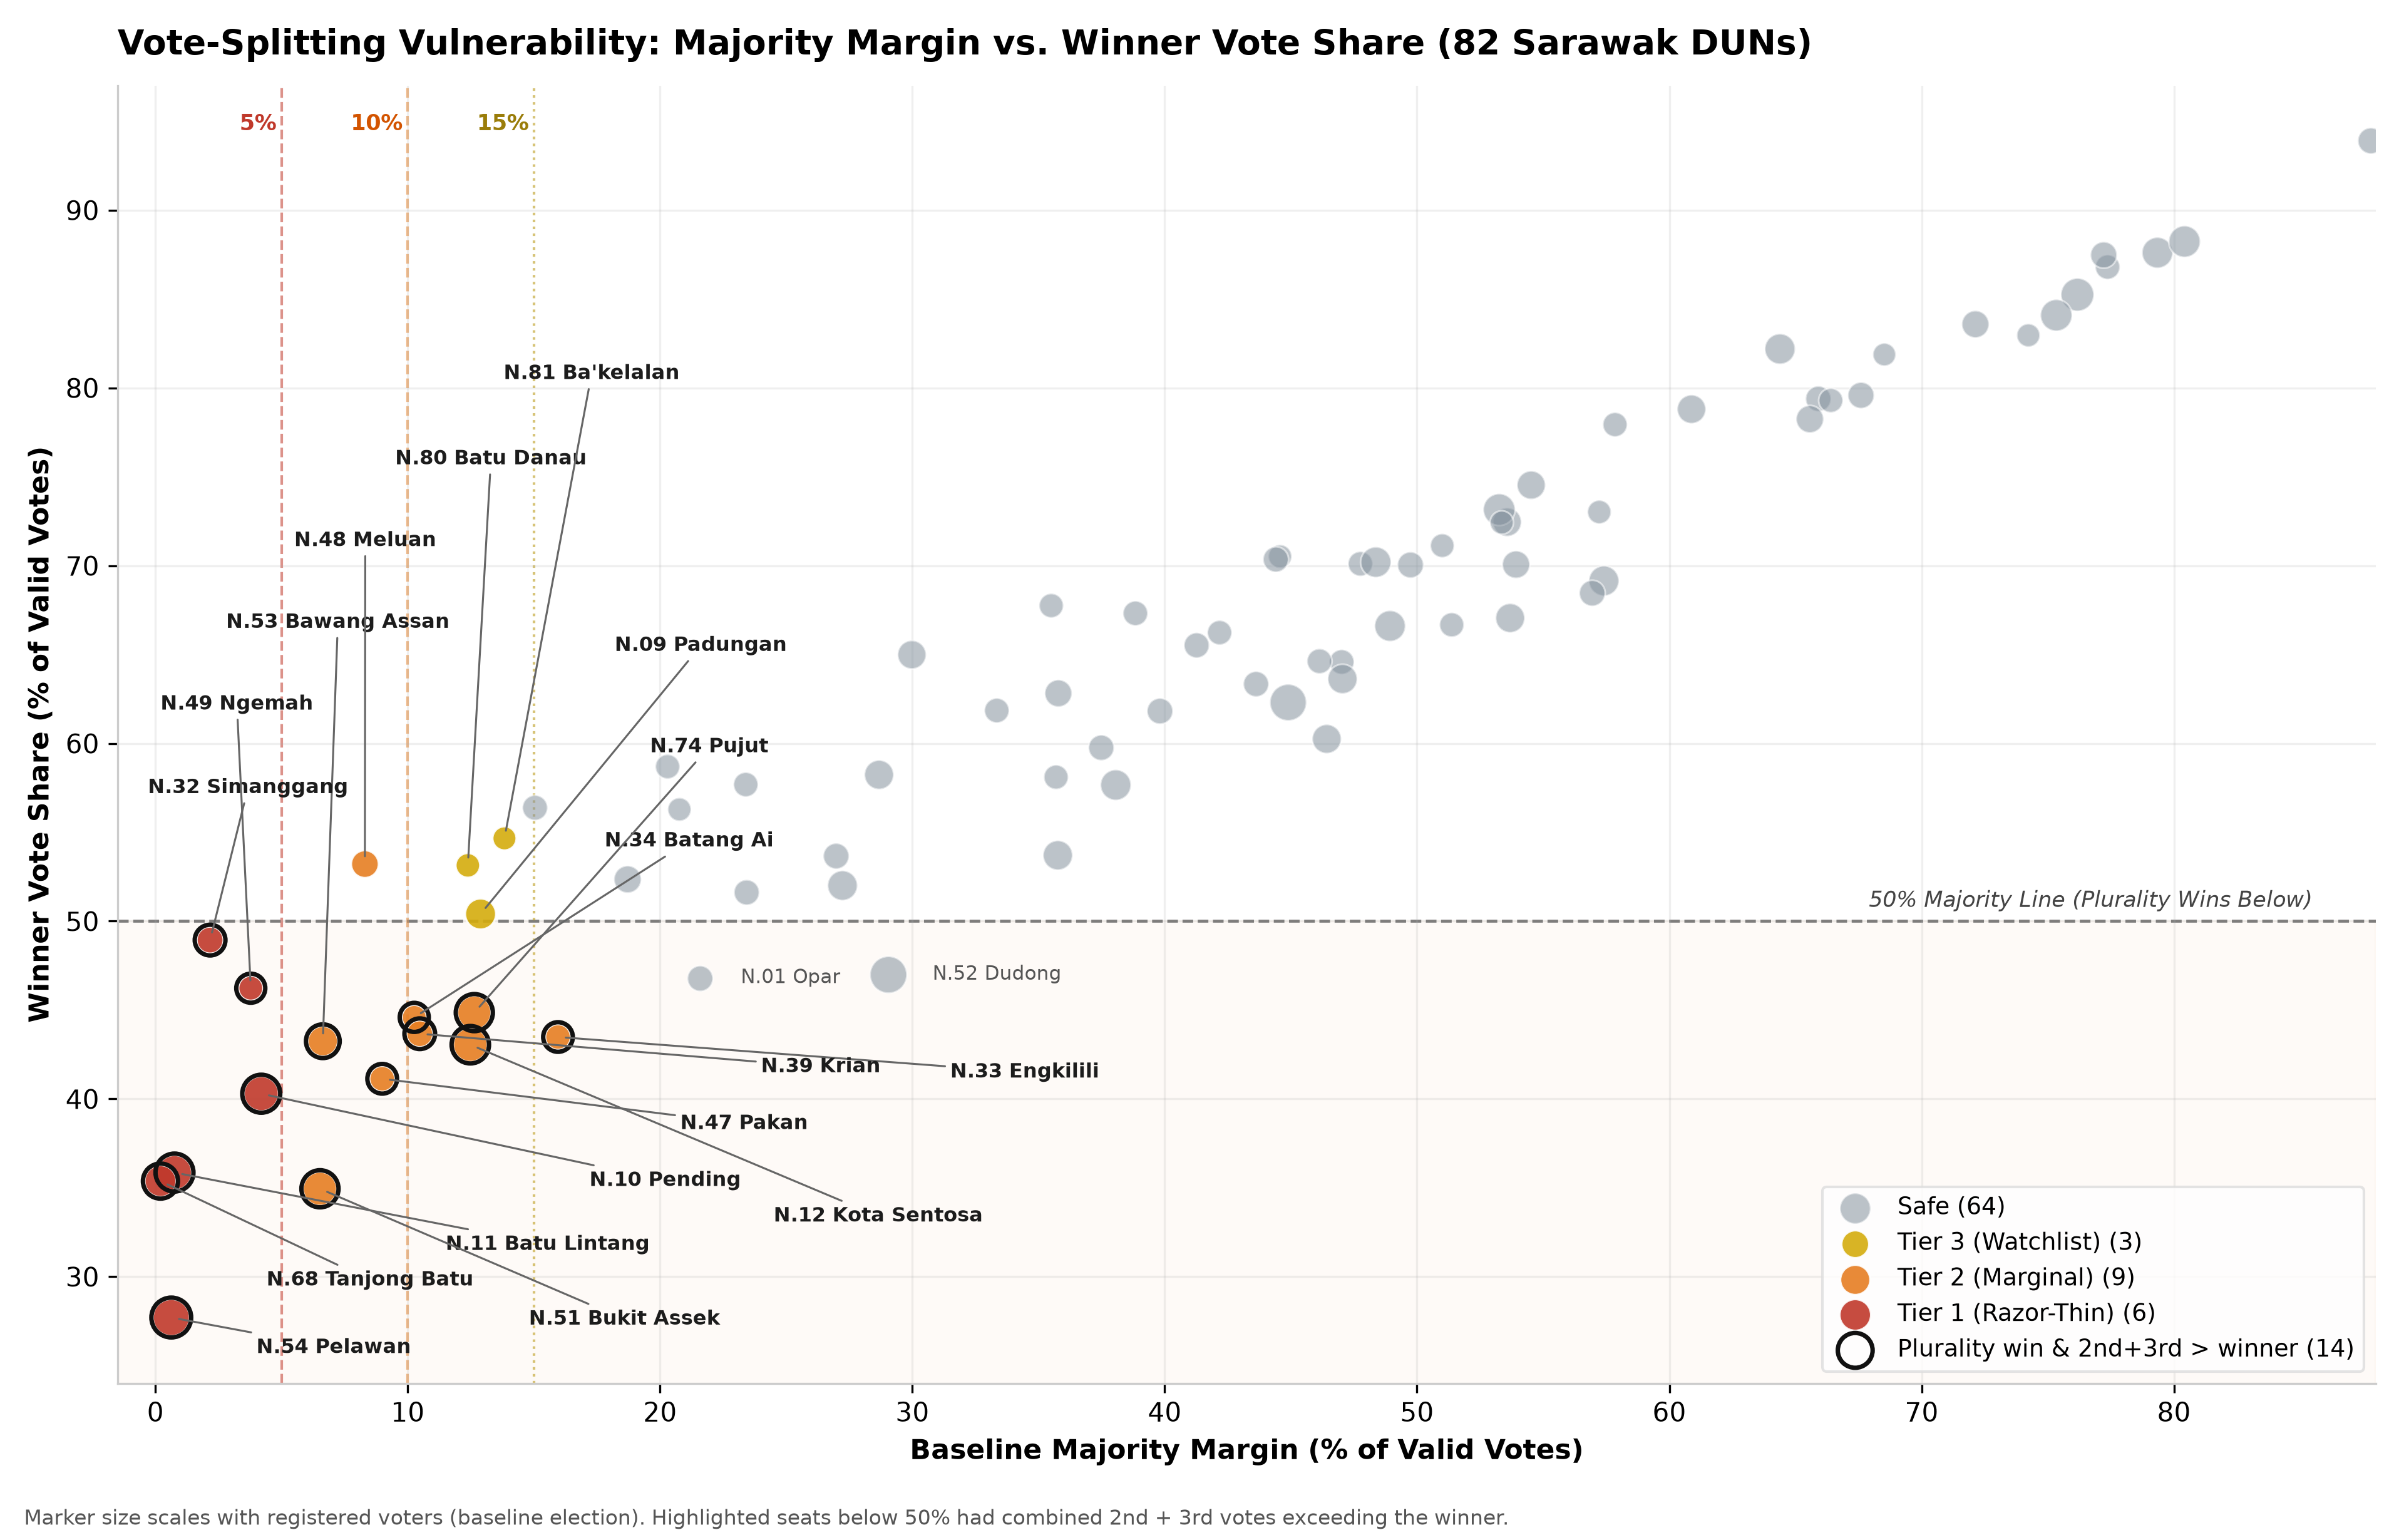 Vote-Splitting Vulnerability: Majority Margin vs. Winner Vote Share (82 Sarawak DUNs)
5%
10%
15%
90
80
70
60
50
40
30
Winner Vote Share (% of Valid Votes)
N.81 Ba'kelalan
N.80 Batu Danau
N.48 Meluan
N.53 Bawang Assan
N.09 Padungan
N.49 Ngemah
N.74 Pujut
N.32 Simanggang
N.34 Batang Ai
50% Majority Line (Plurality Wins Below)
N.01 Opar
N.52 Dudong
N.39 Krian
N.33 Engkilili
N.47 Pakan
N.10 Pending
N.12 Kota Sentosa
N.11 Batu Lintang
N.68 Tanjong Batu
N.51 Bukit Assek
N.54 Pelawan
Safe (64)
Tier 3 (Watchlist) (3)
Tier 2 (Marginal) (9)
Tier 1 (Razor-Thin) (6)
Plurality win & 2nd+3rd > winner (14)
0
10
20
30
40
50
60
70
80
Baseline Majority Margin (% of Valid Votes)
Marker size scales with registered voters (baseline election). Highlighted seats below 50% had combined 2nd + 3rd votes exceeding the winner.